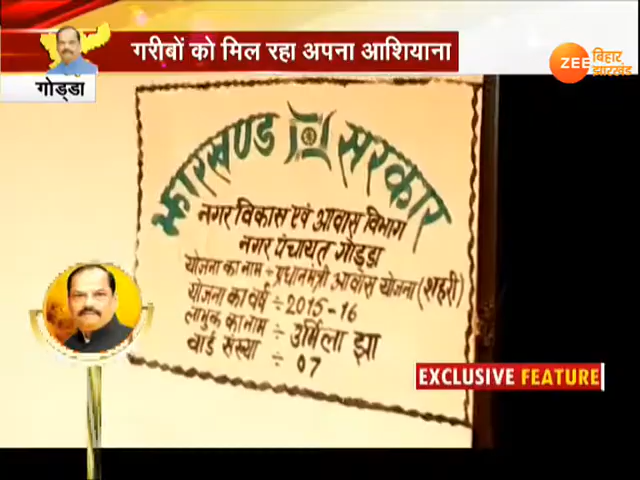 गरीबों को मिल रहा अपना आशियाना
गोड्डा
ZEE बिहार झारखंड
झारखण्ड सरकार
नगर विकास एवं आवास विभाग
नगर पंचायत गोड्डा
योजना का नाम ÷ प्रधानमंत्री आवास योजना (शहरी)
योजना का वर्ष ÷ 2015-16
लाभुक का नाम ÷ उर्मिला झा
वार्ड संख्या ÷ 07
EXCLUSIVE FEATURE